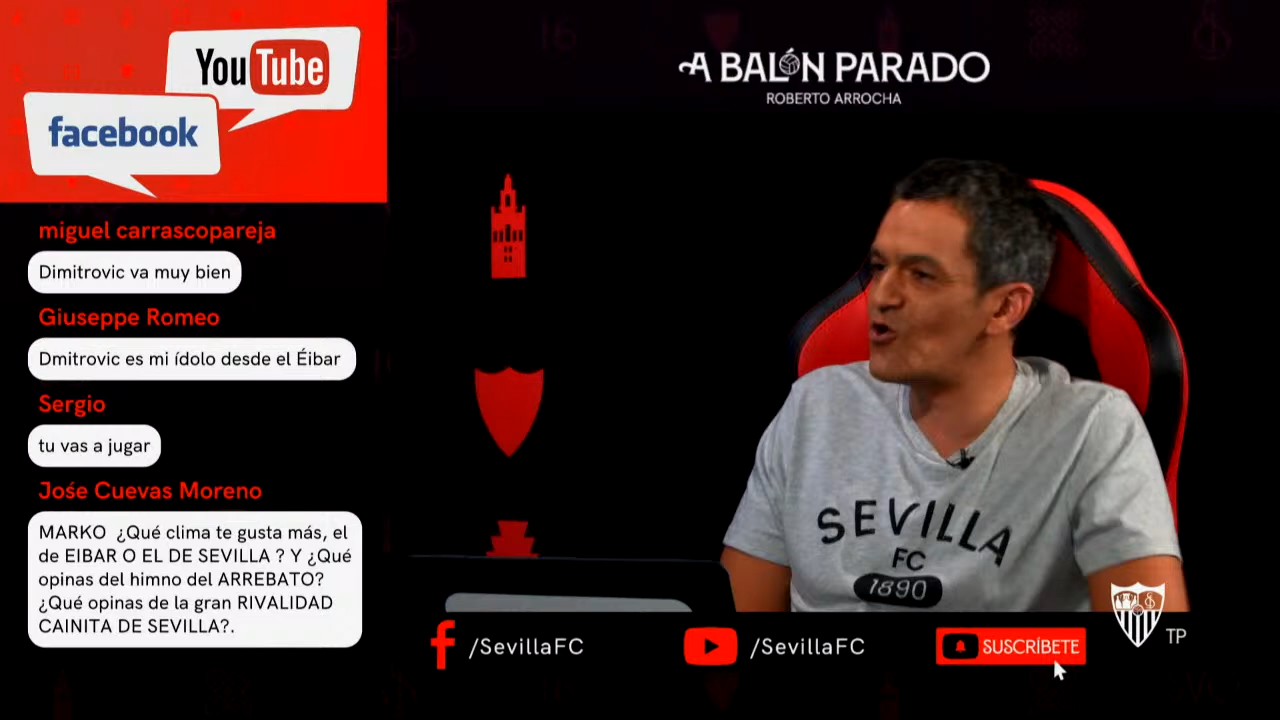 YouTube
facebook
A BALÓN PARADO
ROBERTO ARROCHA
miguel carrascopareja
Dimitrovic va muy bien
Giuseppe Romeo
Dmitrovic es mi ídolo desde el Éibar
Sergio
tu vas a jugar
Jośe Cuevas Moreno
MARKO ¿Qué clima te gusta más, el
de EIBAR O EL DE SEVILLA ? Y ¿Qué
opinas del himno del ARREBATO?
¿Qué opinas de la gran RIVALIDAD
CAINITA DE SEVILLA?.
SEVILLA
FC
1890
/SevillaFC
/SevillaFC
SUSCRÍBETE
TP